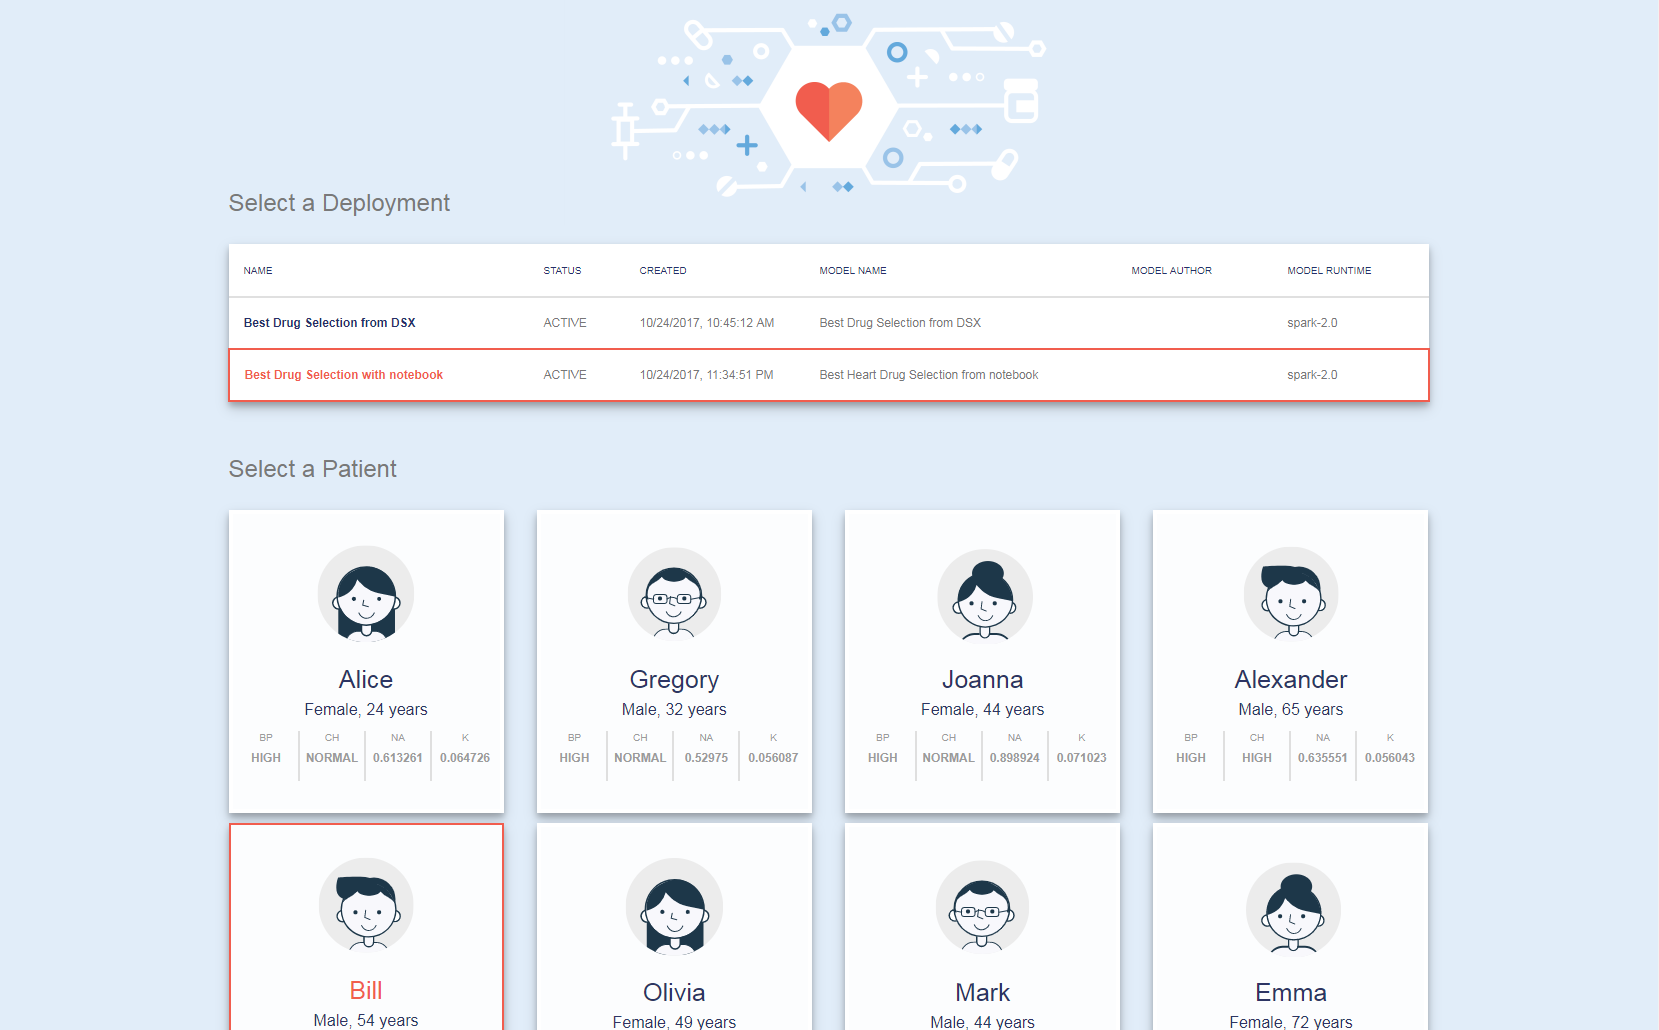 Select a Deployment
NAME STATUS CREATED MODEL NAME MODEL AUTHOR MODEL RUNTIME
Best Drug Selection from DSX ACTIVE 10/24/2017, 10:45:12 AM Best Drug Selection from DSX spark-2.0
Best Drug Selection with notebook ACTIVE 10/24/2017, 11:34:51 PM Best Heart Drug Selection from notebook spark-2.0
Select a Patient
Alice Gregory Joanna Alexander
Female, 24 years Male, 32 years Female, 44 years Male, 65 years
BP CH NA K BP CH NA K BP CH NA K BP CH NA K
HIGH NORMAL 0.613261 0.064726 HIGH NORMAL 0.52975 0.056087 HIGH NORMAL 0.898924 0.071023 HIGH HIGH 0.635551 0.056043
Bill Olivia Mark Emma
Male, 54 years Female, 49 years Male, 44 years Female, 72 years